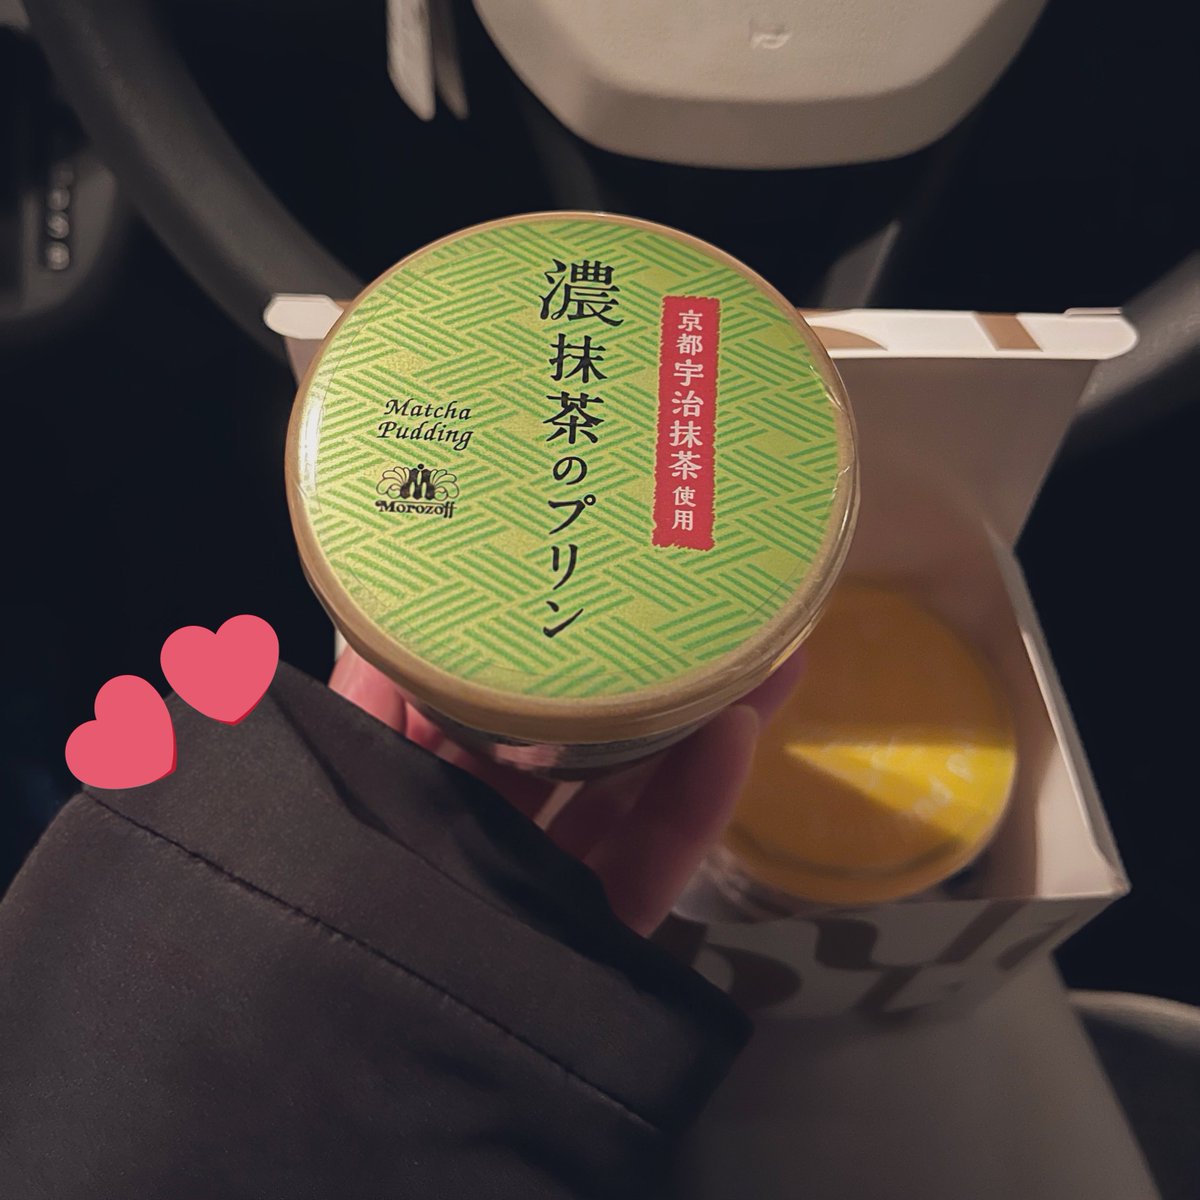 京都宇治抹茶使用
濃抹茶のプリン
Matcha
Pudding
Morozoff